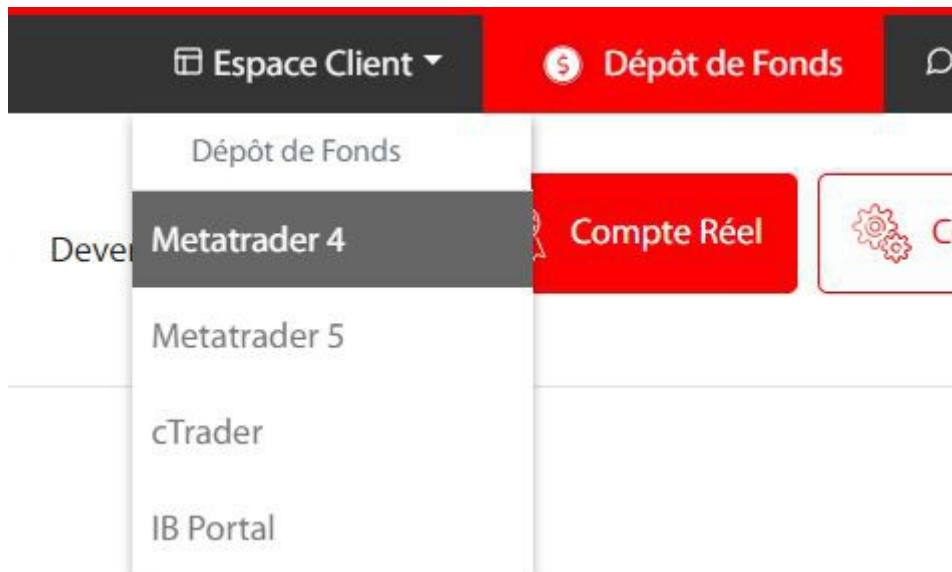 Espace Client
Dépôt de Fonds
Dépôt de Fonds
Metatrader 4
Compte Réel
Metatrader 5
cTrader
IB Portal